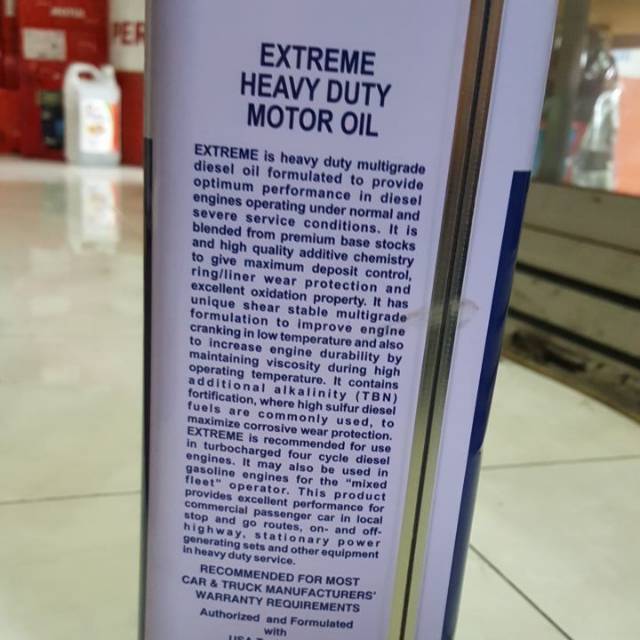 EXTREME
HEAVY DUTY
MOTOR OIL
EXTREME is heavy duty multigrade
diesel oil formulated to provide
optimum performance in diesel
engines operating under normal and
severe service conditions. It is
blended from premium base stocks
and high quality additive chemistry
to give maximum deposit control,
ring/liner wear protection and
excellent oxidation property. It has
unique shear stable multigrade
formulation to improve engine
cranking in low temperature and also
to increase engine durability by
maintaining viscosity during high
operating temperature. It contains
additional alkalinity (TBN)
fortification, where high sulfur diesel
fuels are commonly used, to
maximize corrosive wear protection.
EXTREME is recommended for use
in turbocharged four cycle diesel
engines. It may also be used in
gasoline engines for the "mixed
fleet" operator. This product
provides excellent performance for
commercial passenger car in local
stop and go routes, on- and off-
highway, stationary power
generating sets and other equipment
in heavy duty service.
RECOMMENDED FOR MOST
CAR & TRUCK MANUFACTURERS'
WARRANTY REQUIREMENTS
Authorized and Formulated
with